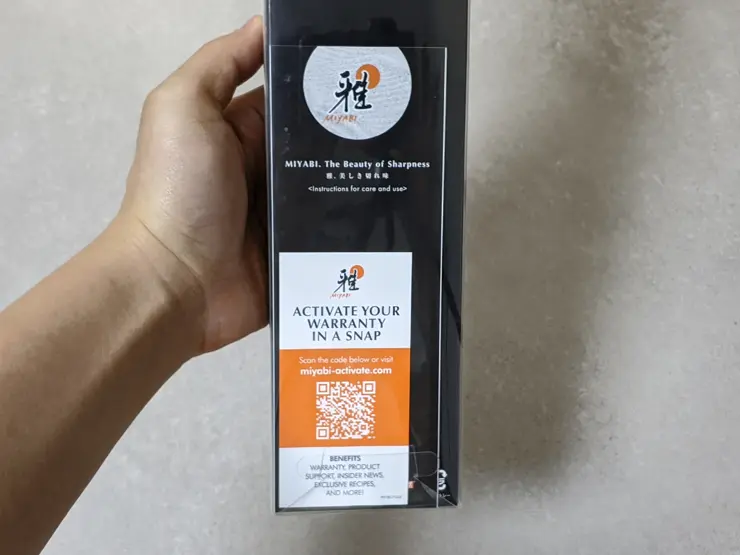 雅
MIYABI
MIYABI. The Beauty of Sharpness
雅。美しき切れ味
<Instructions for care and use>
雅
MIYABI
ACTIVATE YOUR
WARRANTY
IN A SNAP
Scan the code below or visit
miyabi-activate.com
BENEFITS
WARRANTY, PRODUCT
SUPPORT, INSIDER NEWS,
EXCLUSIVE RECIPES,
AND MORE!